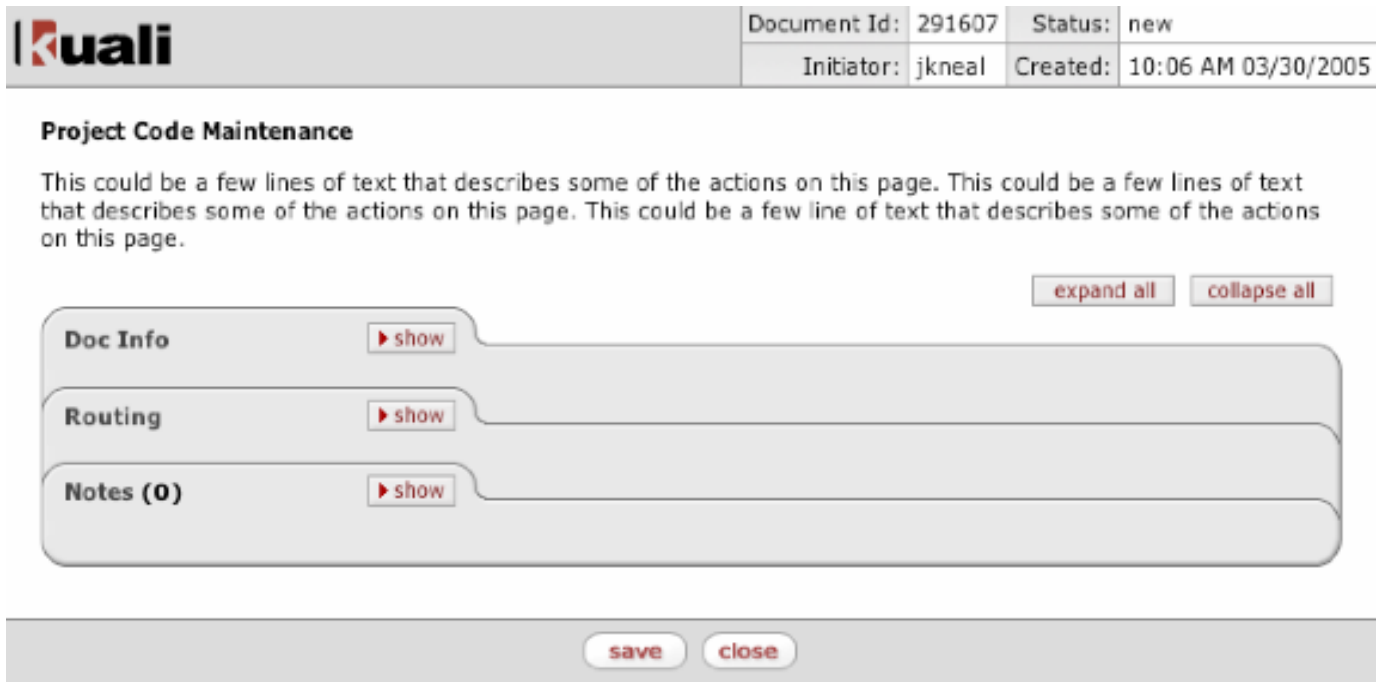 Kuali
Document Id: 291607 Status: new
Initiator: jkneal Created: 10:06 AM 03/30/2005
Project Code Maintenance
This could be a few lines of text that describes some of the actions on this page. This could be a few lines of text
that describes some of the actions on this page. This could be a few line of text that describes some of the actions
on this page.
expand all collapse all
Doc Info show
Routing show
Notes (0) show
save close